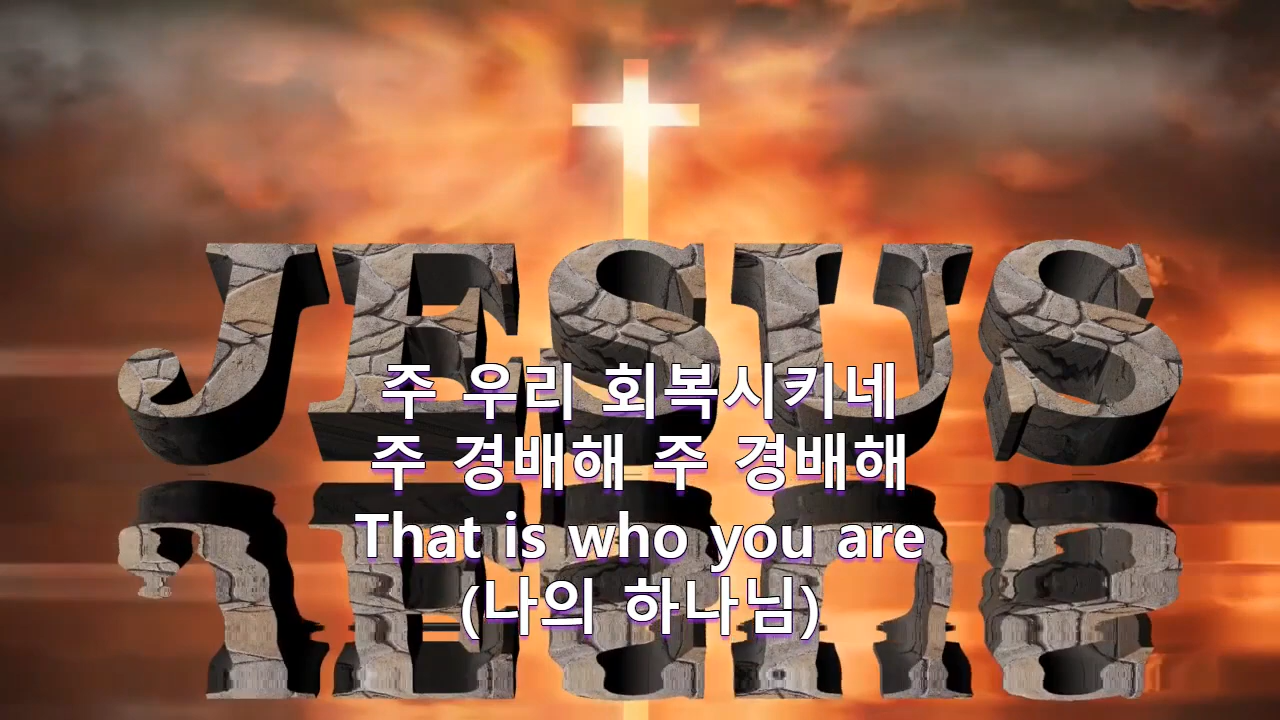 JESUS
주 우리 회복시키네
주 경배해 주 경배해
That is who you are
(나의 하나님)